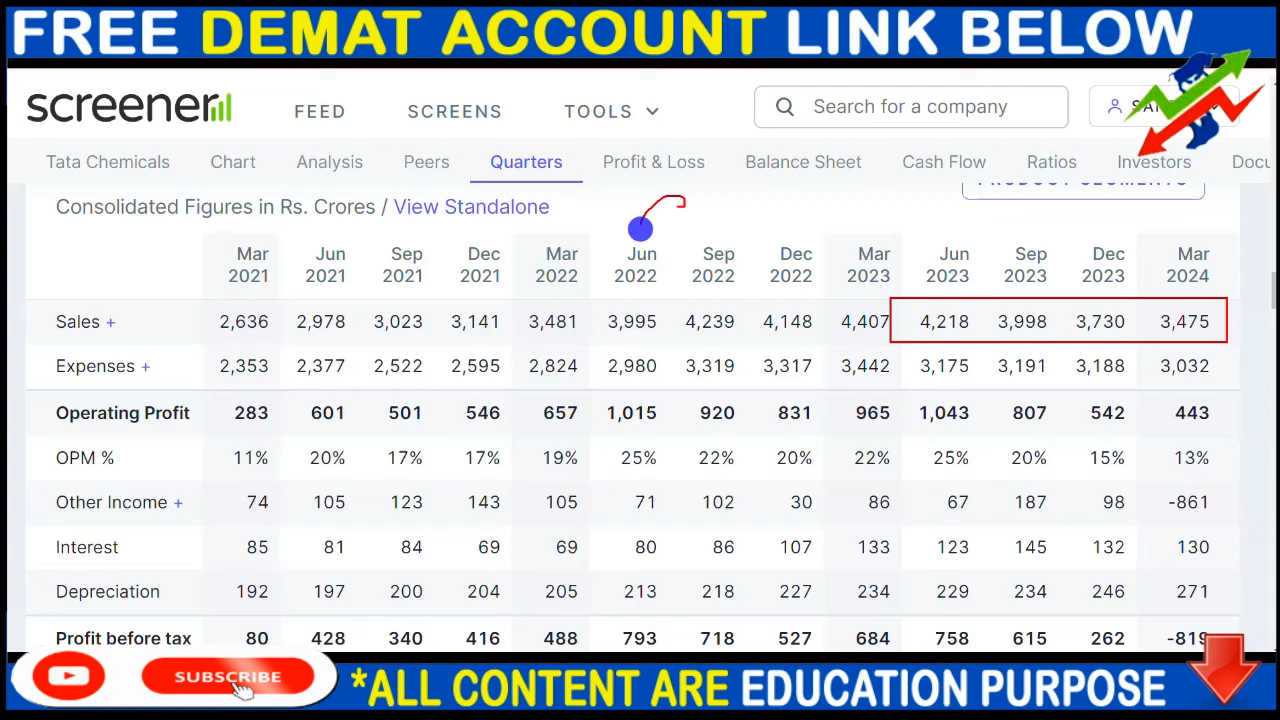 FREE DEMAT ACCOUNT LINK BELOW
screener FEED SCREENS TOOLS Search for a company
Tata Chemicals Chart Analysis Peers Quarters Profit & Loss Balance Sheet Cash Flow Ratios Investors Docu
PRODUCT SEGMENTS
Consolidated Figures in Rs. Crores / View Standalone
Mar 2021 Jun 2021 Sep 2021 Dec 2021 Mar 2022 Jun 2022 Sep 2022 Dec 2022 Mar 2023 Jun 2023 Sep 2023 Dec 2023 Mar 2024
Sales + 2,636 2,978 3,023 3,141 3,481 3,995 4,239 4,148 4,407 4,218 3,998 3,730 3,475
Expenses + 2,353 2,377 2,522 2,595 2,824 2,980 3,319 3,317 3,442 3,175 3,191 3,188 3,032
Operating Profit 283 601 501 546 657 1,015 920 831 965 1,043 807 542 443
OPM % 11% 20% 17% 17% 19% 25% 22% 20% 22% 25% 20% 15% 13%
Other Income + 74 105 123 143 105 71 102 30 86 67 187 98 -861
Interest 85 81 84 69 69 80 86 107 133 123 145 132 130
Depreciation 192 197 200 204 205 213 218 227 234 229 234 246 271
Profit before tax 80 428 340 416 488 793 718 527 684 758 615 262 -819
SUBSCRIBE
*ALL CONTENT ARE EDUCATION PURPOSE